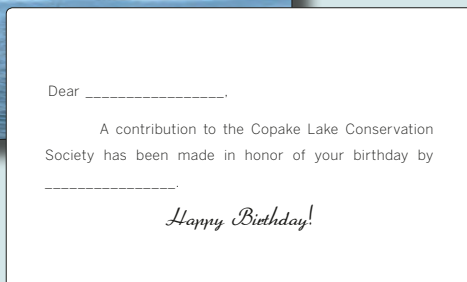 Dear _________________,
A contribution to the Copake Lake Conservation
Society has been made in honor of your birthday by
________________.
Happy Birthday!